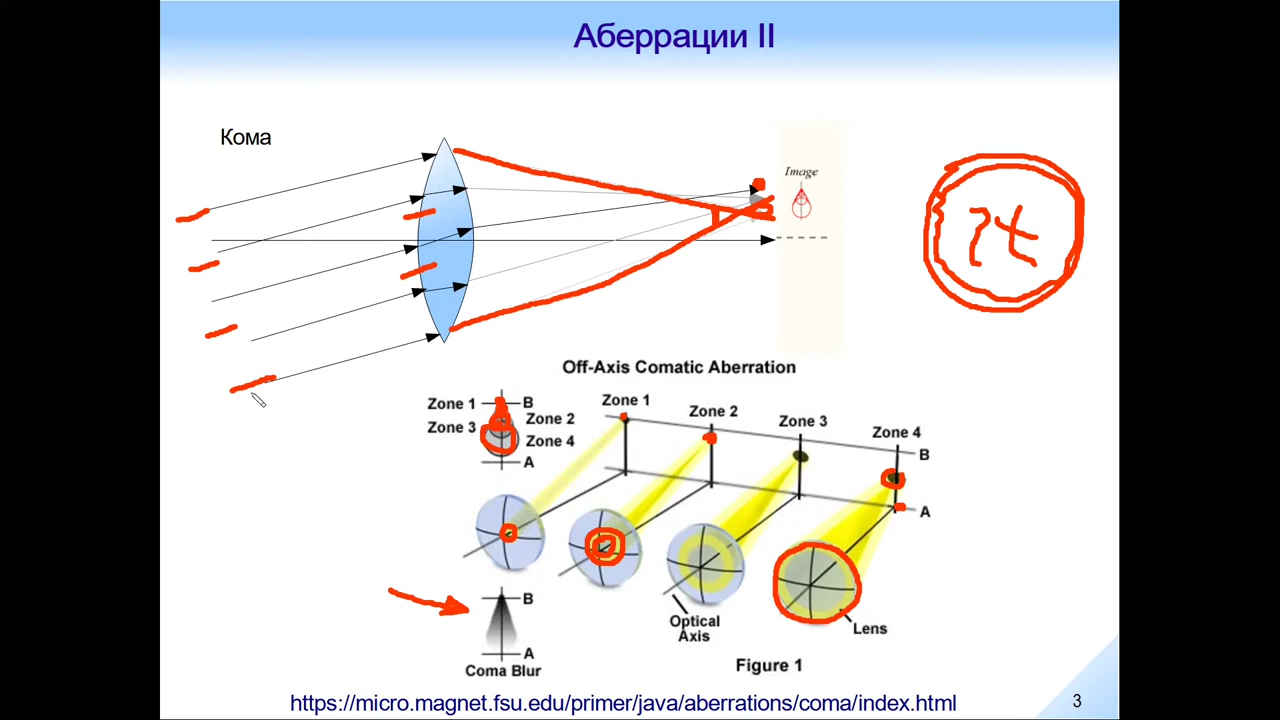 Аберрации II
Кома
Image
Off-Axis Comatic Aberration
Zone 1
B
Zone 2
Zone 3
Zone 4
A
Zone 1
Zone 2
Zone 3
Zone 4
B
A
B
A
Coma Blur
Optical
Axis
Lens
Figure 1
https://micro.magnet.fsu.edu/primer/java/aberrations/coma/index.html
3